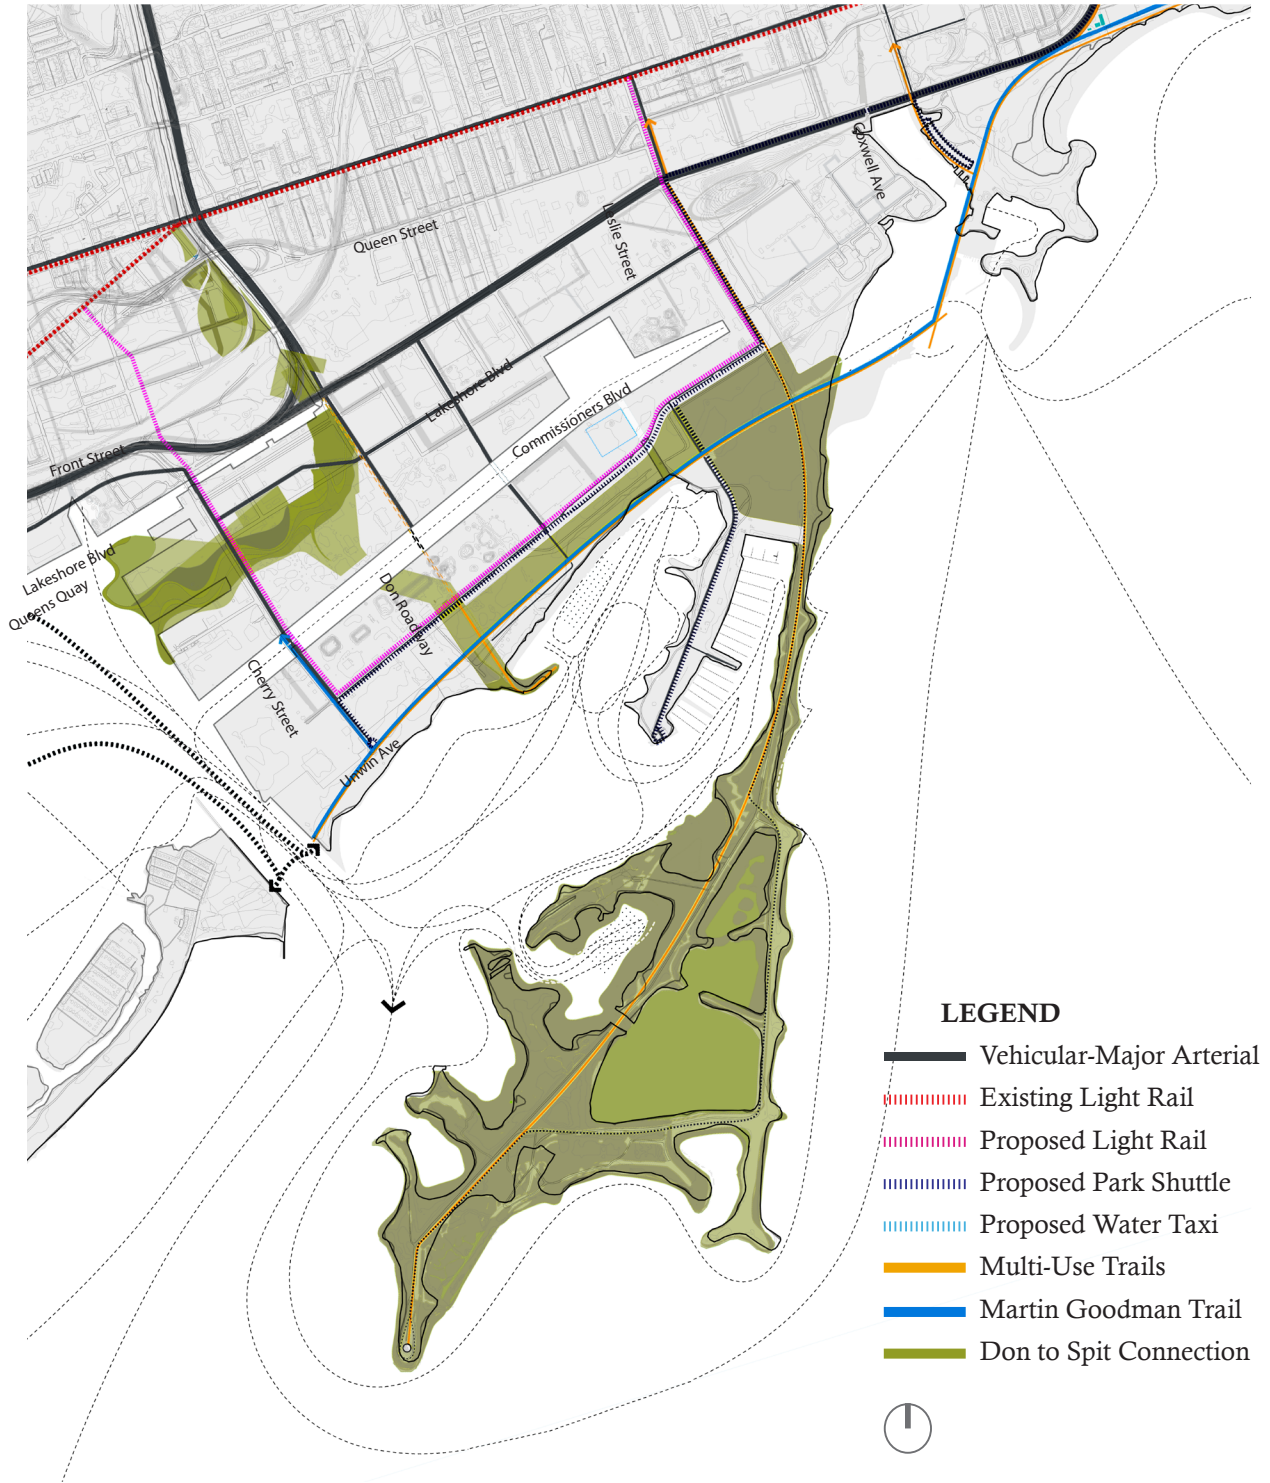 Coxwell Ave
Leslie Street
Queen Street
Lakeshore Blvd
Commissioners Blvd
Front Street
Lakeshore Blvd
Queens Quay
Don Roadway
Cherry Street
Unwin Ave
LEGEND
Vehicular-Major Arterial
Existing Light Rail
Proposed Light Rail
Proposed Park Shuttle
Proposed Water Taxi
Multi-Use Trails
Martin Goodman Trail
Don to Spit Connection